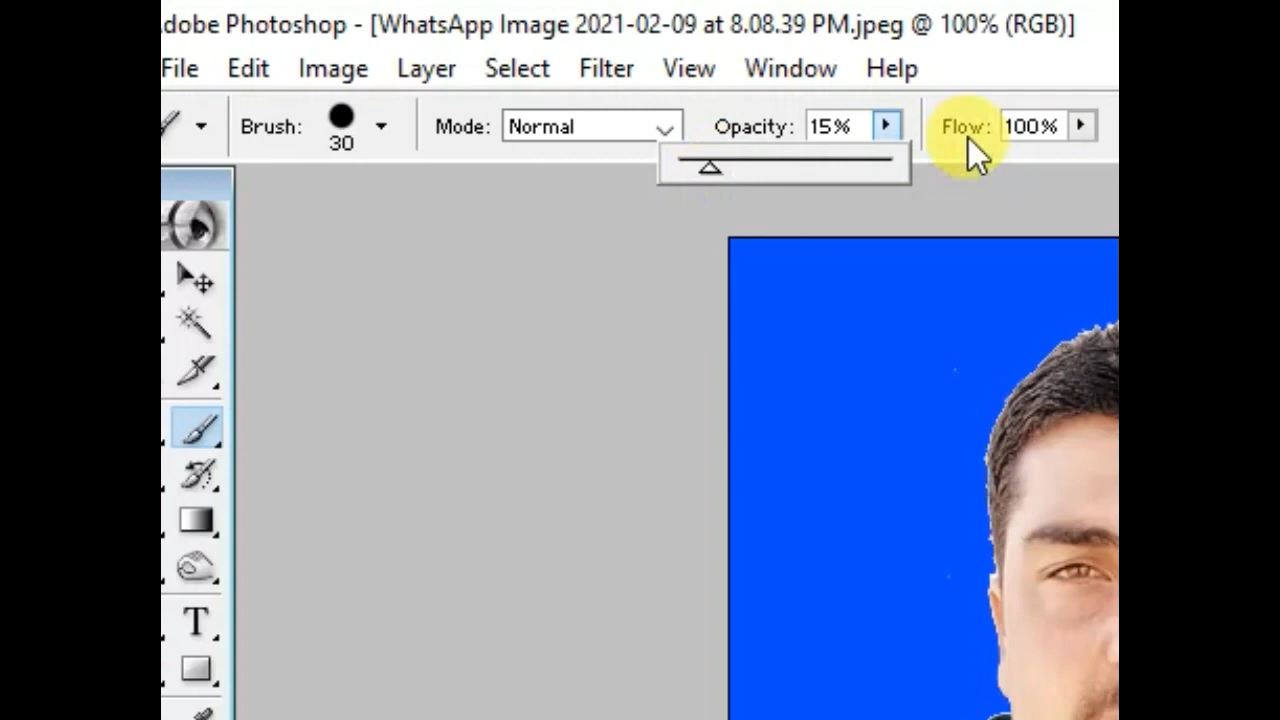 dobe Photoshop - [WhatsApp Image 2021-02-09 at 8.08.39 PM.jpeg @ 100% (RGB)]
File Edit Image Layer Select Filter View Window Help
Brush: 30 Mode: Normal Opacity: 15% Flow: 100%
T